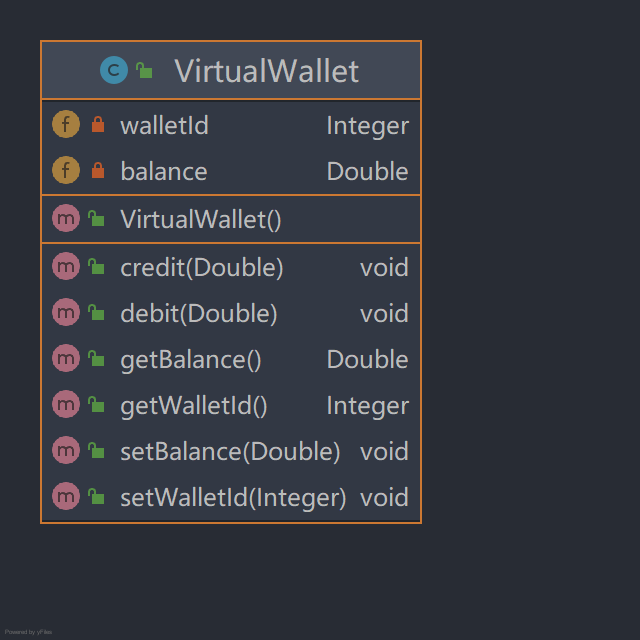 C VirtualWallet
f walletId Integer
f balance Double
m VirtualWallet()
m credit(Double) void
m debit(Double) void
m getBalance() Double
m getWalletId() Integer
m setBalance(Double) void
m setWalletId(Integer) void
Powered by yFiles